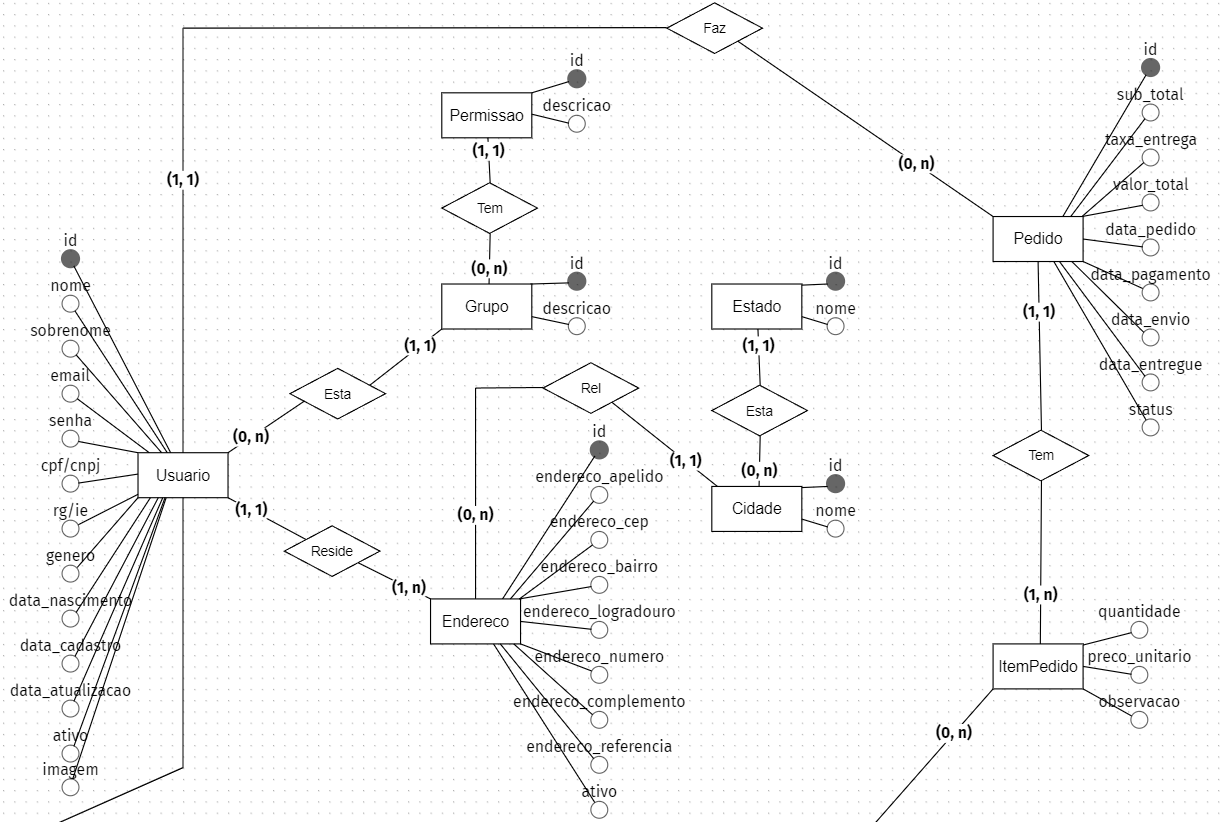 Faz
(1, 1)
(0, n)
id
descricao
Permissao
(1, 1)
Tem
(0, n)
id
descricao
Grupo
(1, 1)
Esta
(0, n)
id
nome
sobrenome
email
senha
cpf/cnpj
rg/ie
genero
data_nascimento
data_cadastro
data_atualizacao
ativo
imagem
Usuario
(1, 1)
Reside
(1, n)
Endereco
id
endereco_apelido
endereco_cep
endereco_bairro
endereco_logradouro
endereco_numero
endereco_complemento
endereco_referencia
ativo
(0, n)
Rel
(1, 1)
id
nome
Estado
(1, 1)
Esta
(0, n)
id
nome
Cidade
id
sub_total
taxa_entrega
valor_total
data_pedido
data_pagamento
data_envio
data_entregue
status
Pedido
(1, 1)
Tem
(1, n)
quantidade
preco_unitario
observacao
ItemPedido
(0, n)